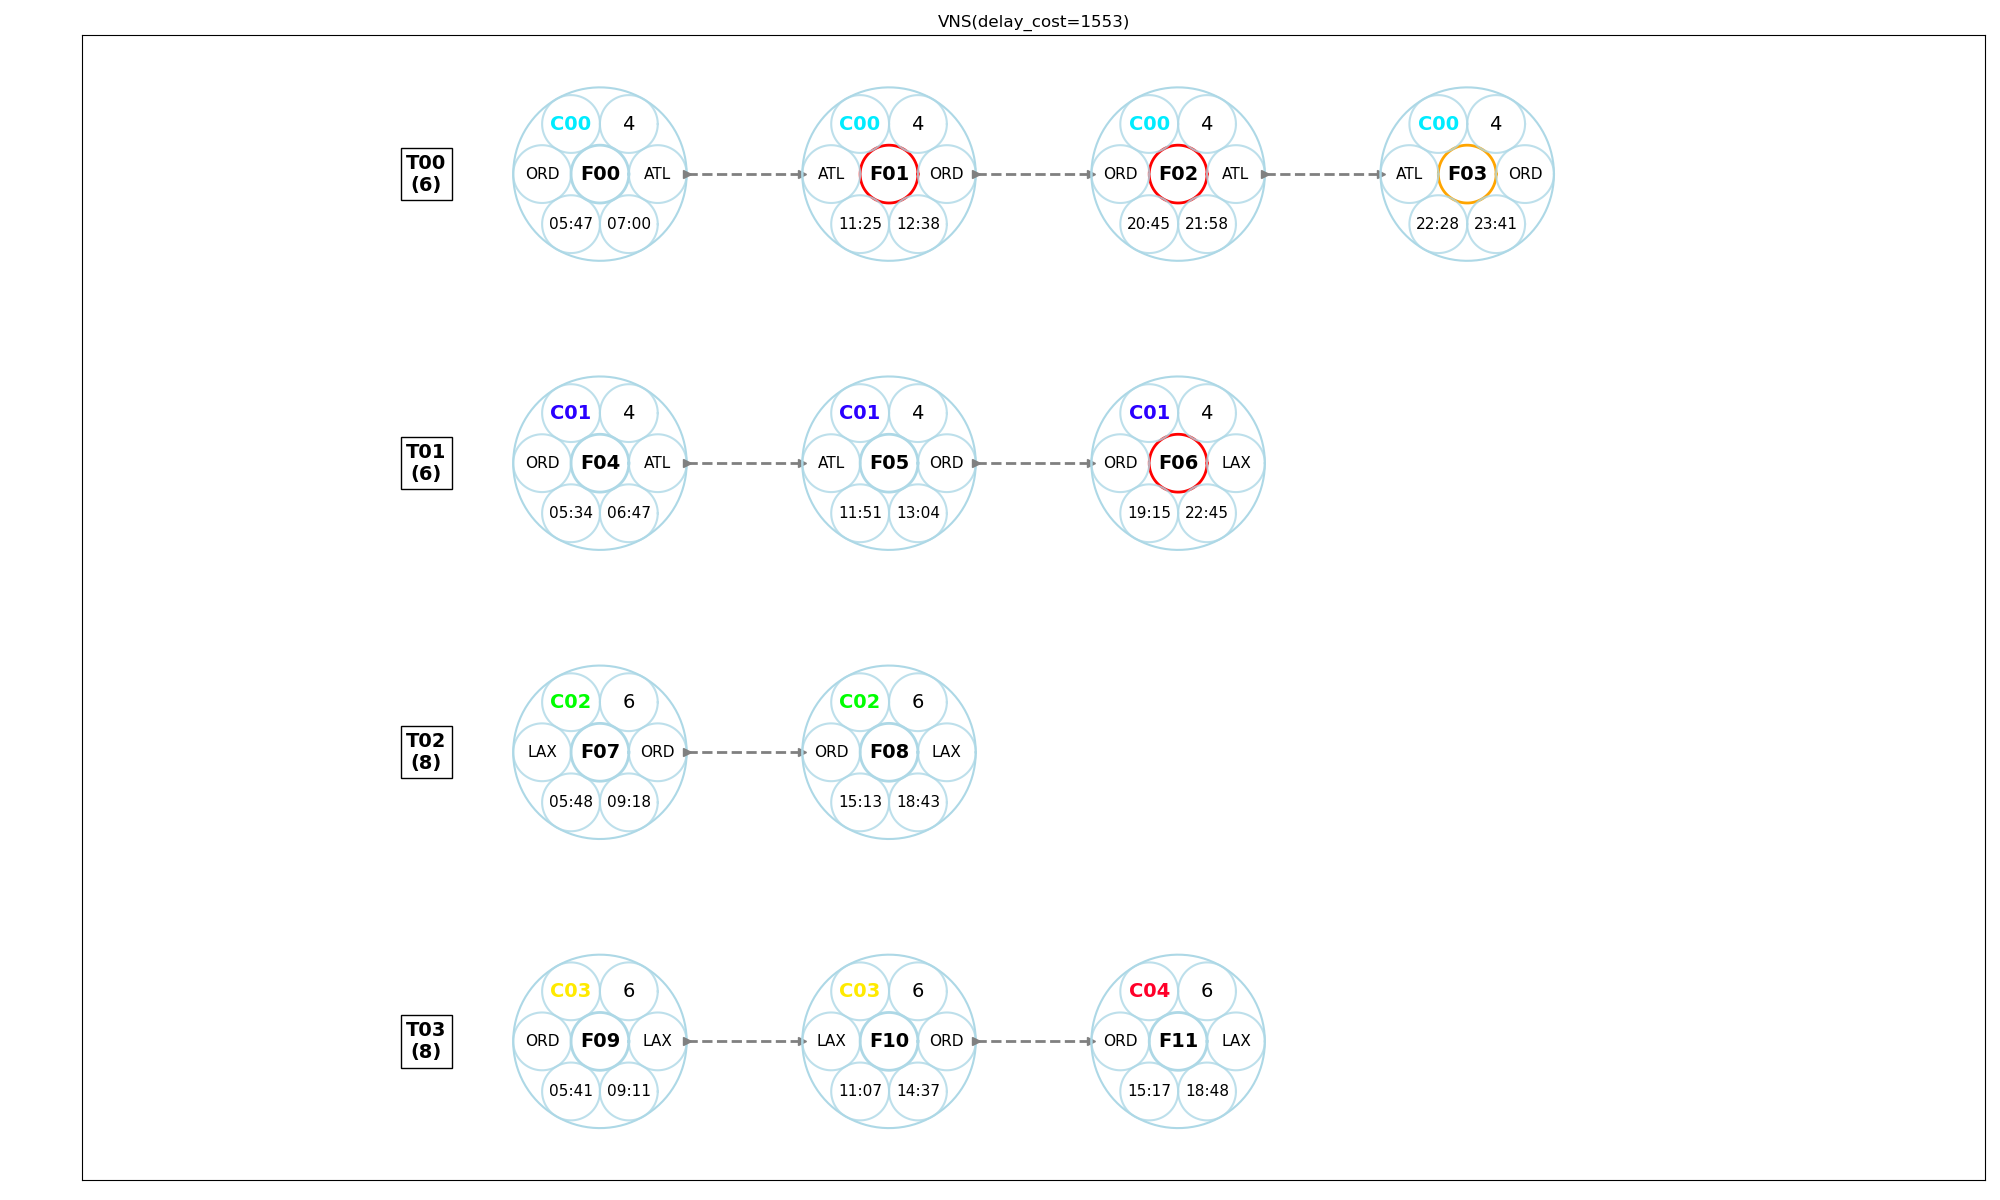 VNS(delay_cost=1553)
C00 4 C00 4 C00 4 C00 4
T00
(6)
ORD F00 ATL ATL F01 ORD ORD F02 ATL ATL F03 ORD
05:47 07:00 11:25 12:38 20:45 21:58 22:28 23:41
C01 4 C01 4 C01 4
T01
(6)
ORD F04 ATL ATL F05 ORD ORD F06 LAX
05:34 06:47 11:51 13:04 19:15 22:45
C02 6 C02 6
T02
(8)
LAX F07 ORD ORD F08 LAX
05:48 09:18 15:13 18:43
C03 6 C03 6 C04 6
T03
(8)
ORD F09 LAX LAX F10 ORD ORD F11 LAX
05:41 09:11 11:07 14:37 15:17 18:48